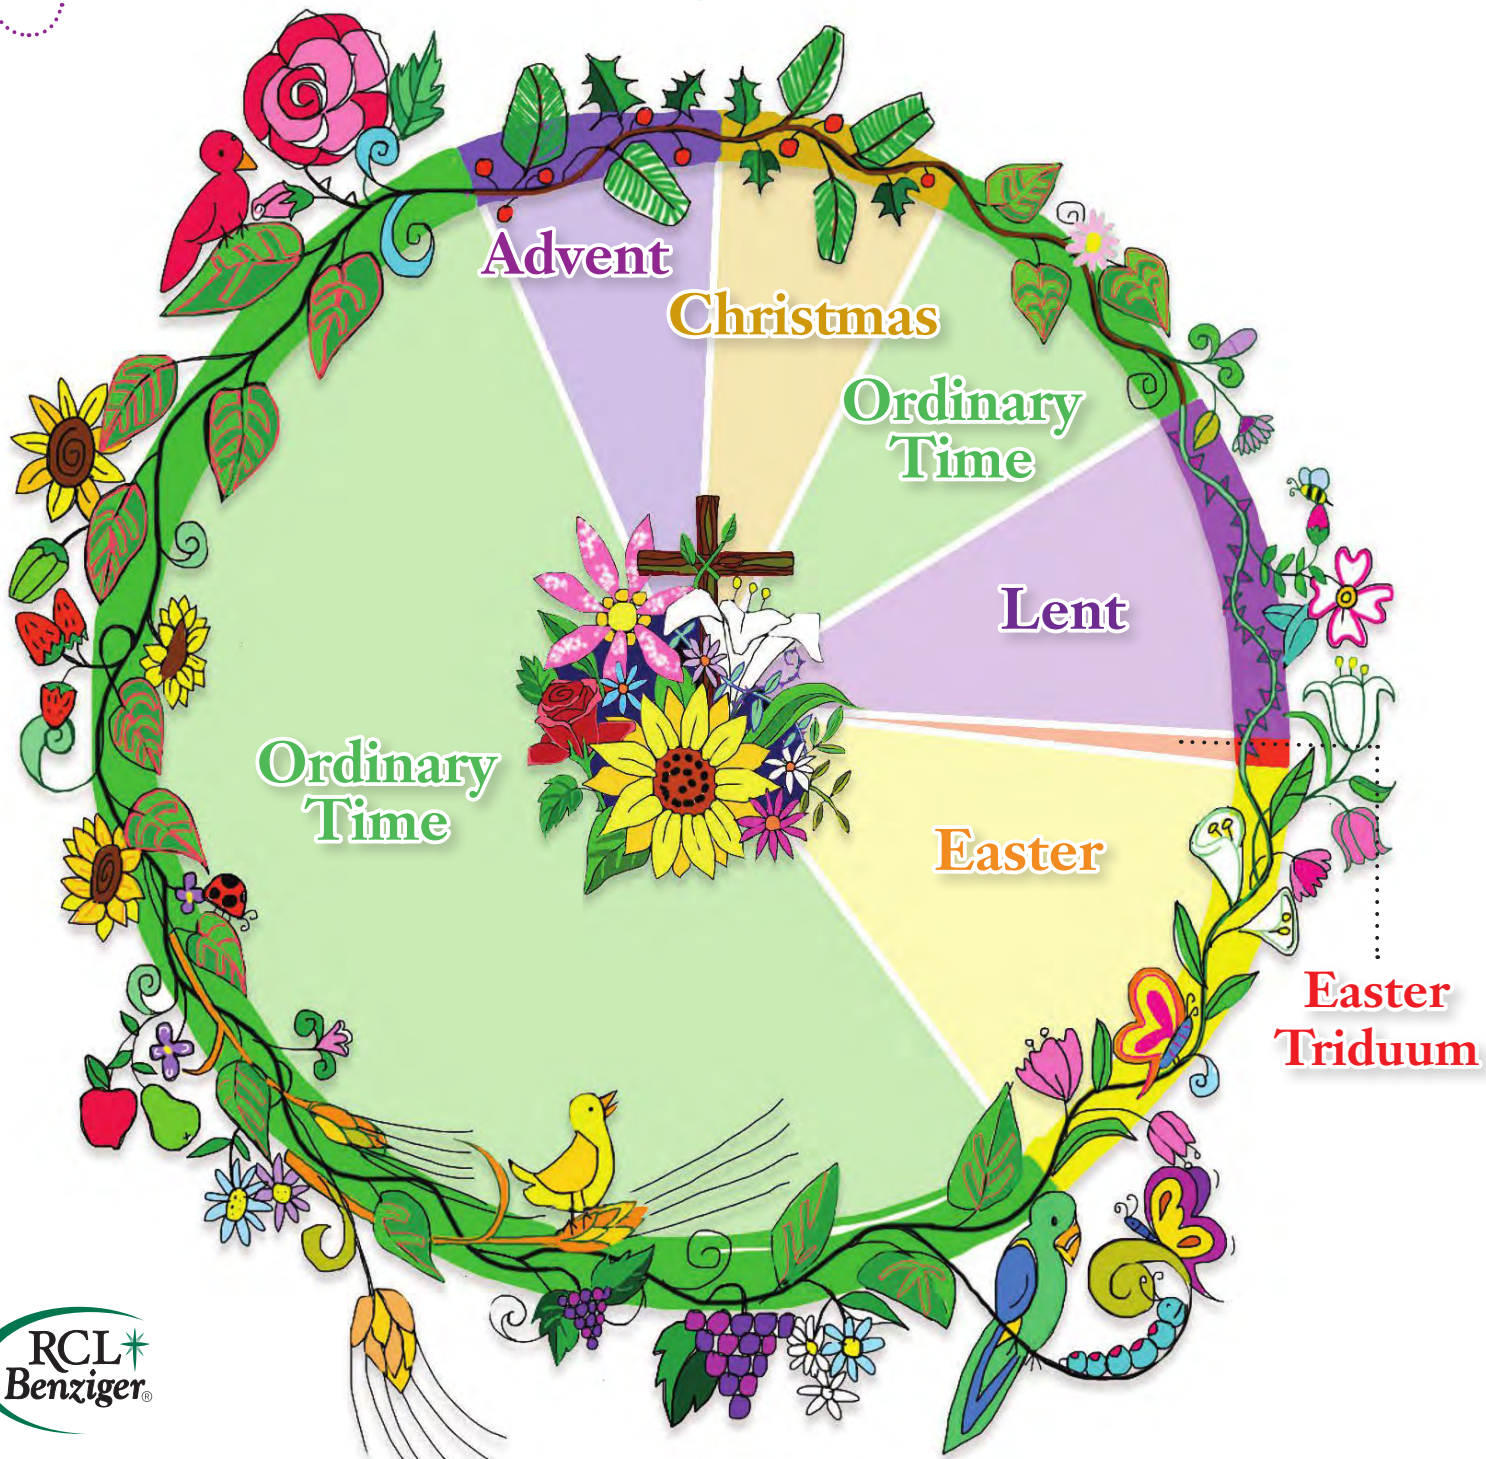 Advent
Christmas
Ordinary
Time
Lent
Ordinary
Time
Easter
Easter
Triduum
RCL
Benziger®